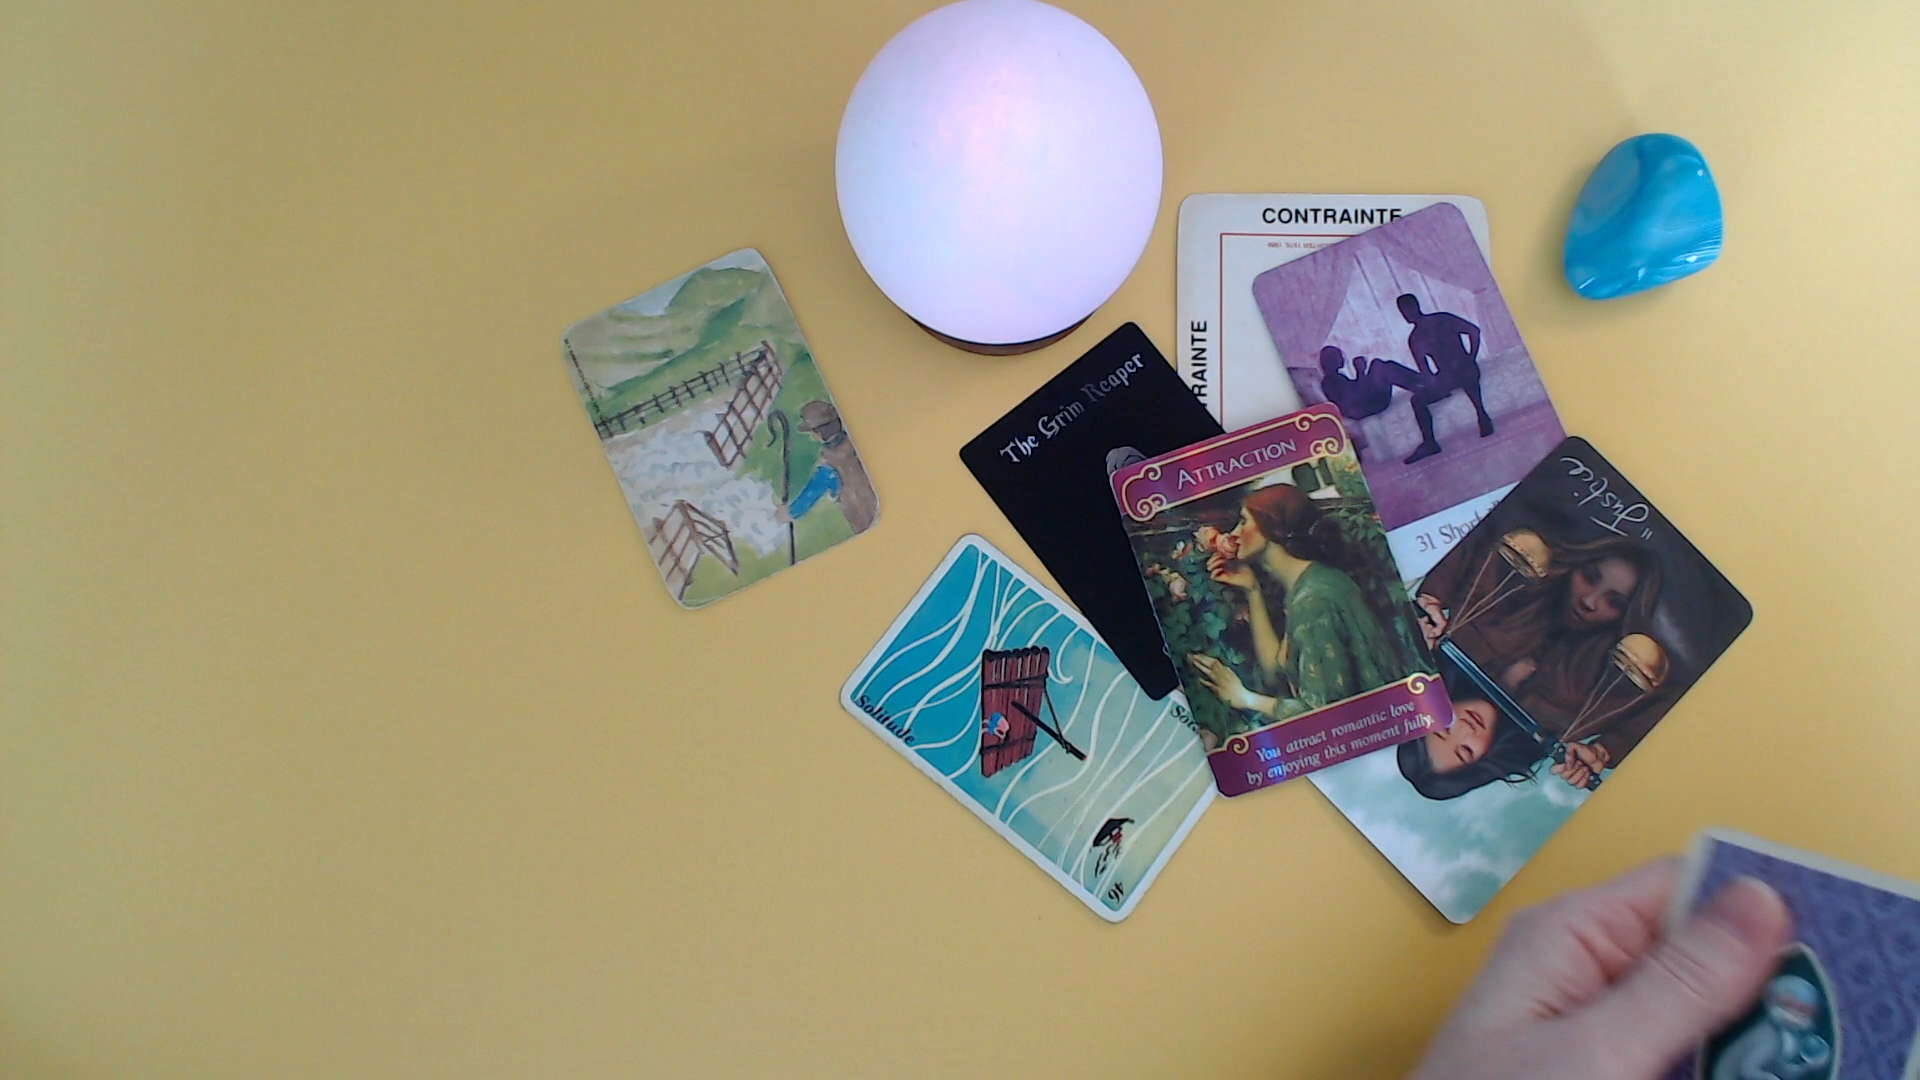 CONTRAINTE
RAINTE
The Grim Reaper
ATTRACTION
You attract romantic love
by enjoying this moment fully.
31 Short
"Justice
Solitude
46